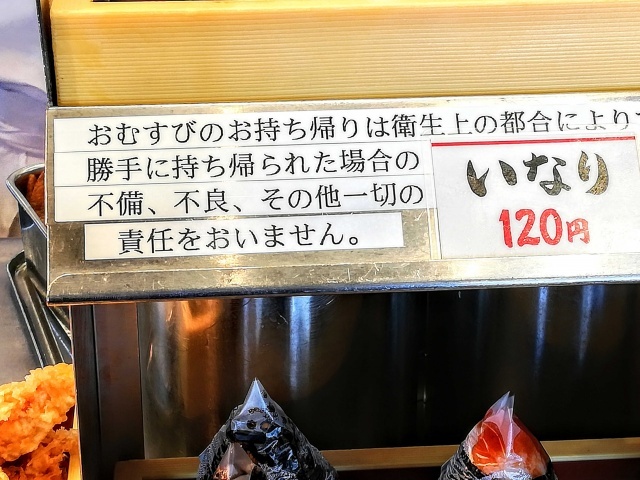 おむすびのお持ち帰りは衛生上の都合により
勝手に持ち帰られた場合の
不備、不良、その他一切の
責任をおいません。
いなり
120円